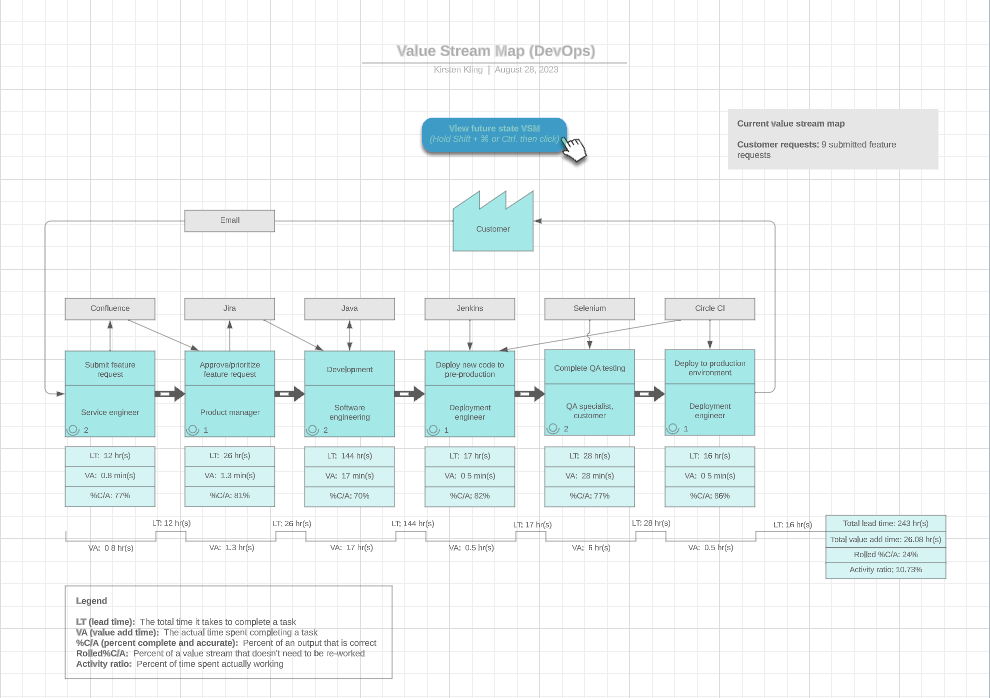 Value Stream Map (DevOps)
Kirsten Kling | August 28, 2023
View future state VSM
(Hold Shift + ⌘ or Ctrl, then click)
Current value stream map
Customer requests: 9 submitted feature
requests
Email
Customer
Confluence
Jira
Java
Jenkins
Selenium
Circle CI
Submit feature
request
Approve/prioritize
feature request
Development
Deploy new code to
pre-production
Complete QA testing
Deploy to production
environment
Service engineer
Product manager
Software
engineering
Deployment
engineer
QA specialist,
customer
Deployment
engineer
2
1
2
1
2
1
LT: 12 hr(s)
LT: 26 hr(s)
LT: 144 hr(s)
LT: 17 hr(s)
LT: 28 hr(s)
LT: 16 hr(s)
VA: 0.8 min(s)
VA: 1.3 min(s)
VA: 17 min(s)
VA: 0.5 min(s)
VA: 28 min(s)
VA: 0.5 min(s)
%C/A: 77%
%C/A: 81%
%C/A: 70%
%C/A: 82%
%C/A: 77%
%C/A: 86%
LT: 12 hr(s)
LT: 26 hr(s)
LT: 144 hr(s)
LT: 17 hr(s)
LT: 28 hr(s)
LT: 16 hr(s)
VA: 0.8 hr(s)
VA: 1.3 hr(s)
VA: 17 hr(s)
VA: 0.5 hr(s)
VA: 6 hr(s)
VA: 0.5 hr(s)
Total lead time: 243 hr(s)
Total value add time: 26.08 hr(s)
Rolled %C/A: 24%
Activity ratio: 10.73%
Legend
LT (lead time): The total time it takes to complete a task
VA (value add time): The actual time spent completing a task
%C/A (percent complete and accurate): Percent of an output that is correct
Rolled%C/A: Percent of a value stream that doesn't need to be re-worked
Activity ratio: Percent of time spent actually working